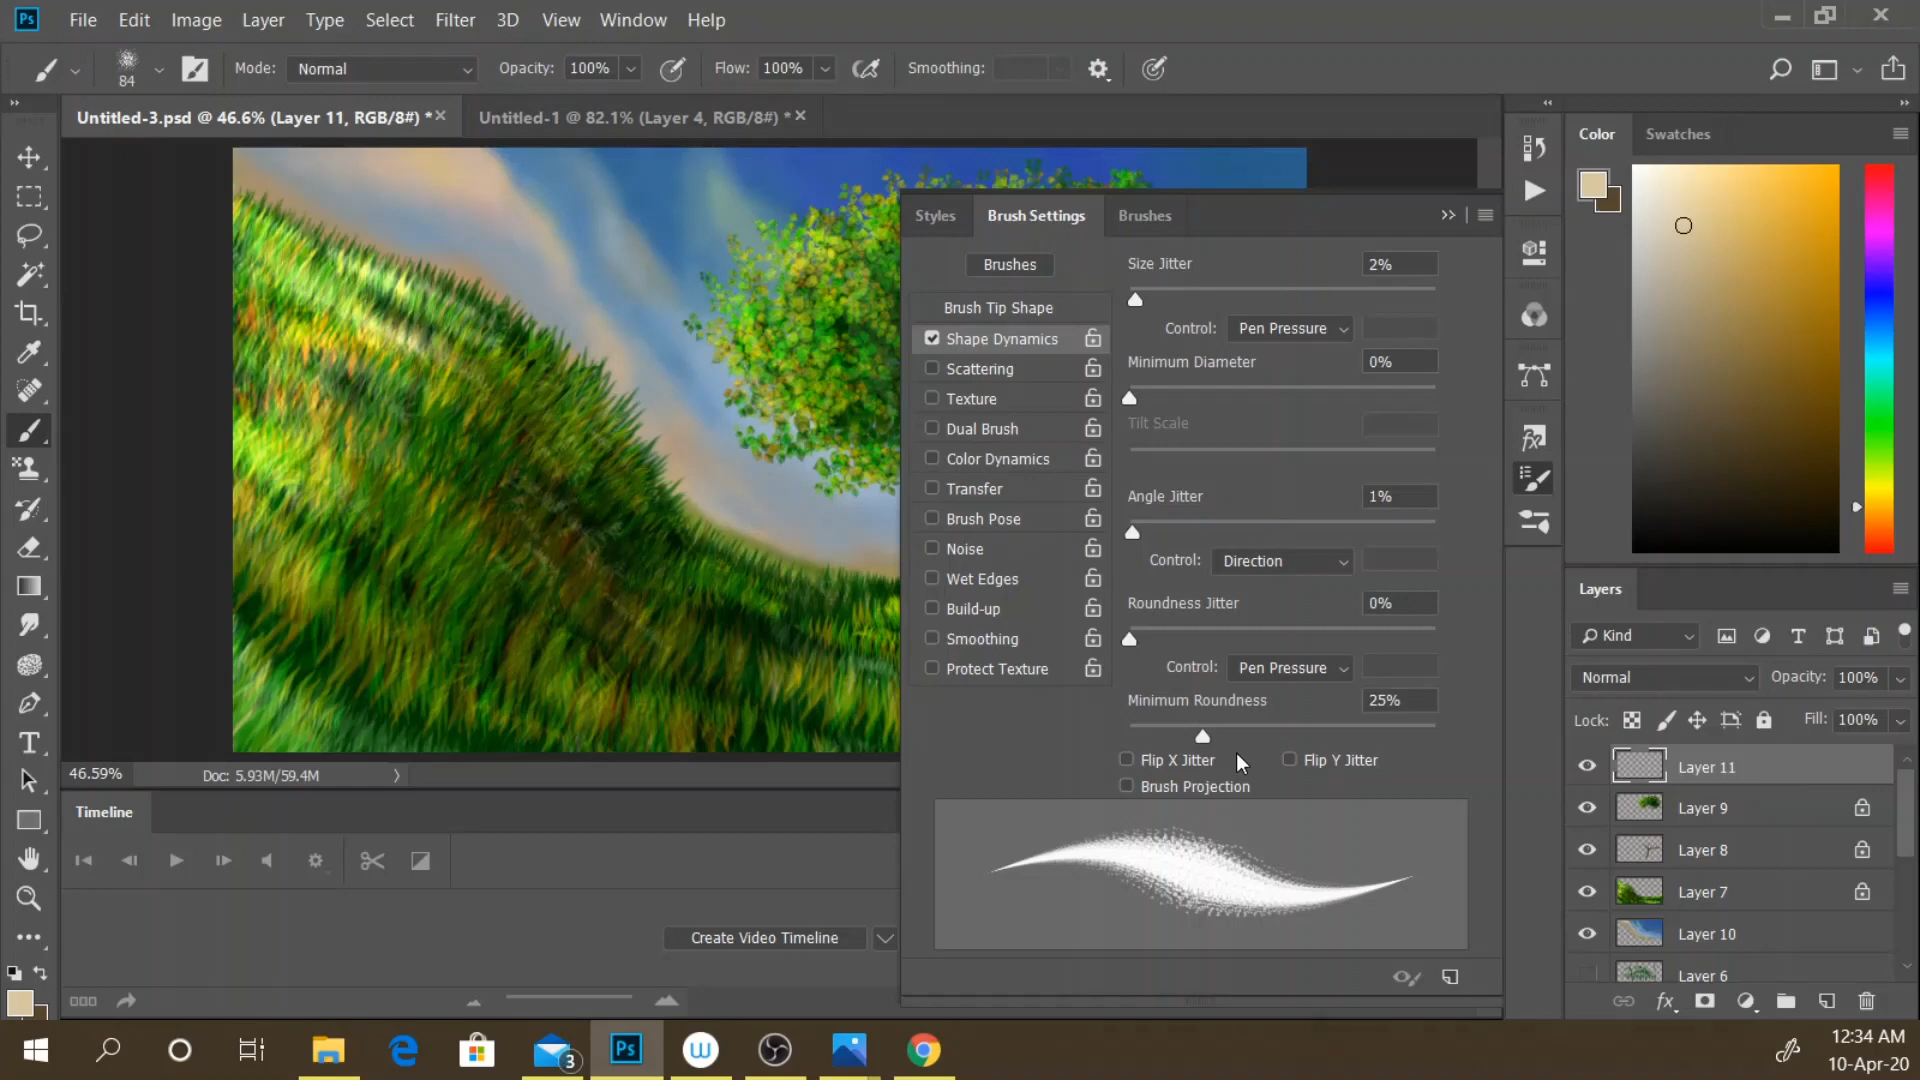 Ps File Edit Image Layer Type Select Filter 3D View Window Help
84 Mode: Normal Opacity: 100% Flow: 100% Smoothing:
Untitled-3.psd @ 46.6% (Layer 11, RGB/8#) * Untitled-1 @ 82.1% (Layer 4, RGB/8#) *
Styles Brush Settings Brushes
Brushes
Brush Tip Shape
Shape Dynamics
Scattering
Texture
Dual Brush
Color Dynamics
Transfer
Brush Pose
Noise
Wet Edges
Build-up
Smoothing
Protect Texture
Size Jitter 2%
Control: Pen Pressure
Minimum Diameter 0%
Tilt Scale
Angle Jitter 1%
Control: Direction
Roundness Jitter 0%
Control: Pen Pressure
Minimum Roundness 25%
Flip X Jitter Flip Y Jitter
Brush Projection
46.59% Doc: 5.93M/59.4M
Timeline
Create Video Timeline
Color Swatches
Layers
Kind
Normal Opacity: 100%
Lock: Fill: 100%
Layer 11
Layer 9
Layer 8
Layer 7
Layer 10
Layer 6
3 Ps
12:34 AM
10-Apr-20